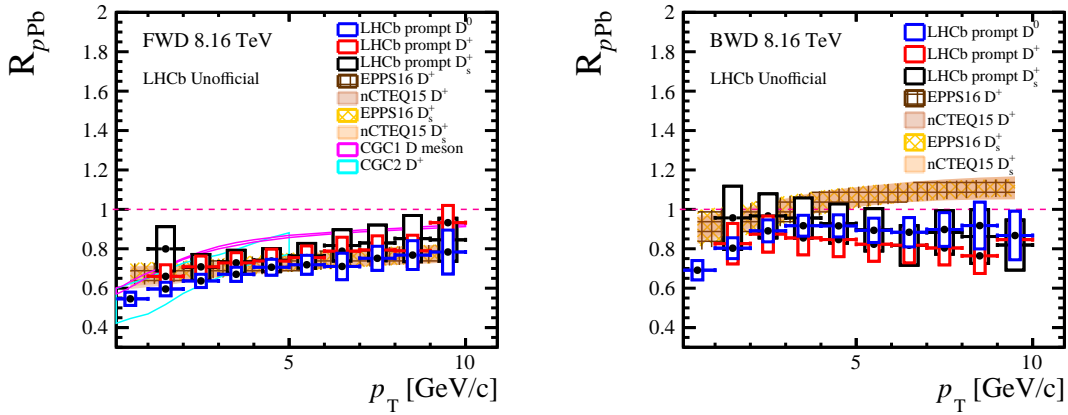 R_pPb
2
1.8
1.6
1.4
1.2
1
0.8
0.6
0.4
FWD 8.16 TeV
LHCb Unofficial
LHCb prompt D^0
LHCb prompt D^+
LHCb prompt D_s^+
EPPS16 D^+
nCTEQ15 D^+
EPPS16 D_s^+
nCTEQ15 D_s^+
CGC1 D meson
CGC2 D^+
5
10
p_T [GeV/c]
R_pPb
2
1.8
1.6
1.4
1.2
1
0.8
0.6
0.4
BWD 8.16 TeV
LHCb Unofficial
LHCb prompt D^0
LHCb prompt D^+
LHCb prompt D_s^+
EPPS16 D^+
nCTEQ15 D^+
EPPS16 D_s^+
nCTEQ15 D_s^+
5
10
p_T [GeV/c]